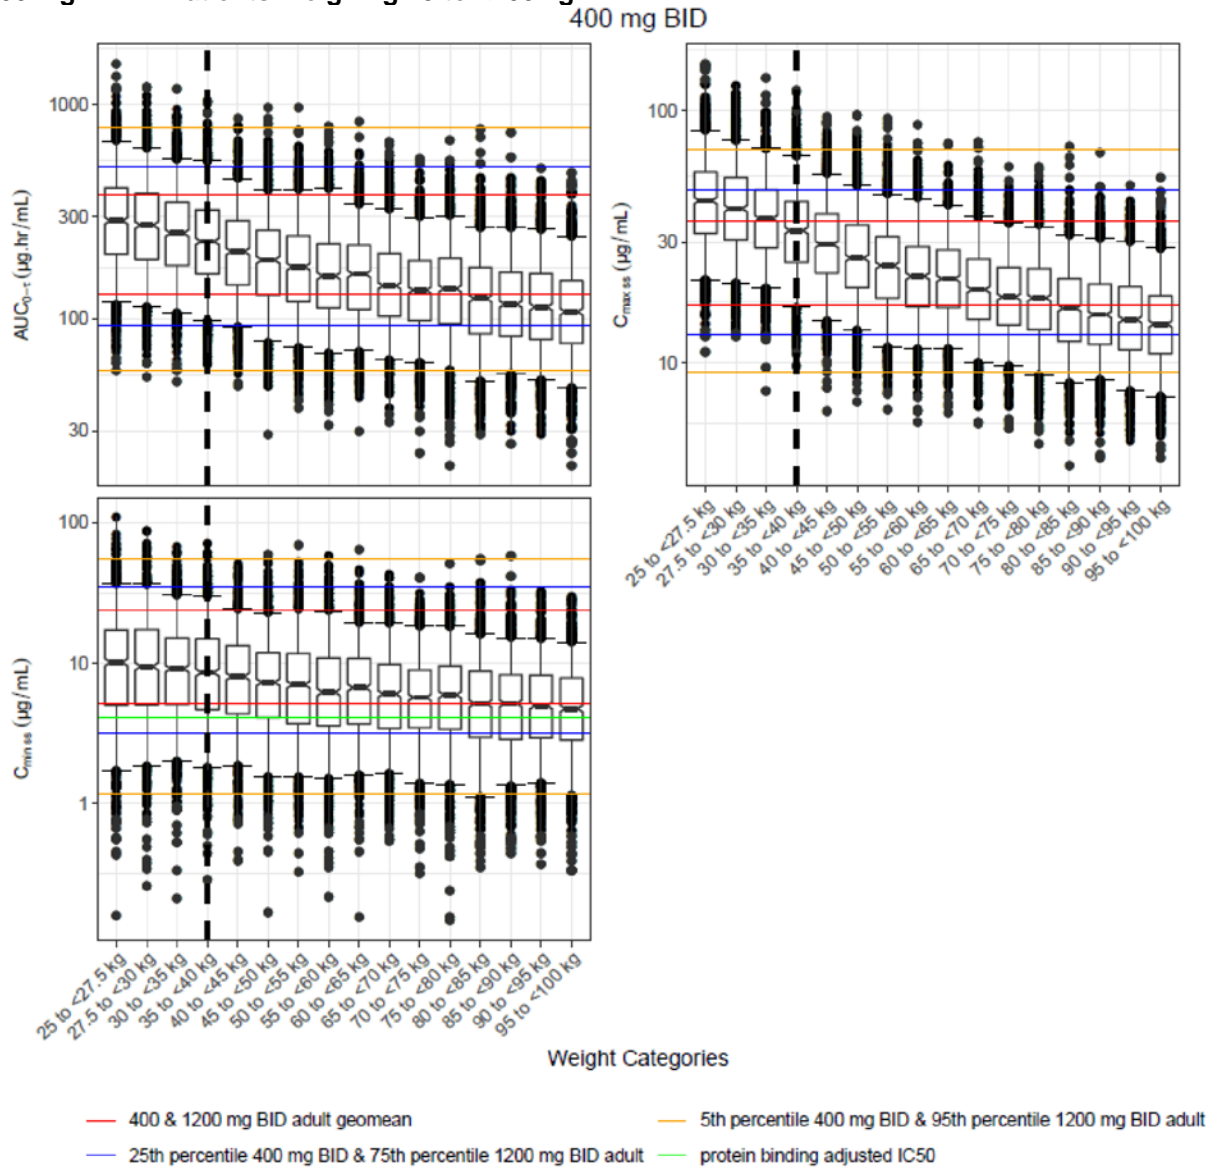 400 mg BID
1000
300
100
30
AUC0−t (µg.hr/mL)
100
30
10
Cmax ss (µg/mL)
25 to <27.5 kg
27.5 to <30 kg
30 to <35 kg
35 to <40 kg
40 to <45 kg
45 to <50 kg
50 to <55 kg
55 to <60 kg
60 to <65 kg
65 to <70 kg
70 to <75 kg
75 to <80 kg
80 to <85 kg
85 to <90 kg
90 to <95 kg
95 to <100 kg
100
10
1
Cmin ss (µg/mL)
25 to <27.5 kg
27.5 to <30 kg
30 to <35 kg
35 to <40 kg
40 to <45 kg
45 to <50 kg
50 to <55 kg
55 to <60 kg
60 to <65 kg
65 to <70 kg
70 to <75 kg
75 to <80 kg
80 to <85 kg
85 to <90 kg
90 to <95 kg
95 to <100 kg
Weight Categories
400 & 1200 mg BID adult geomean
5th percentile 400 mg BID & 95th percentile 1200 mg BID adult
25th percentile 400 mg BID & 75th percentile 1200 mg BID adult
protein binding adjusted IC50